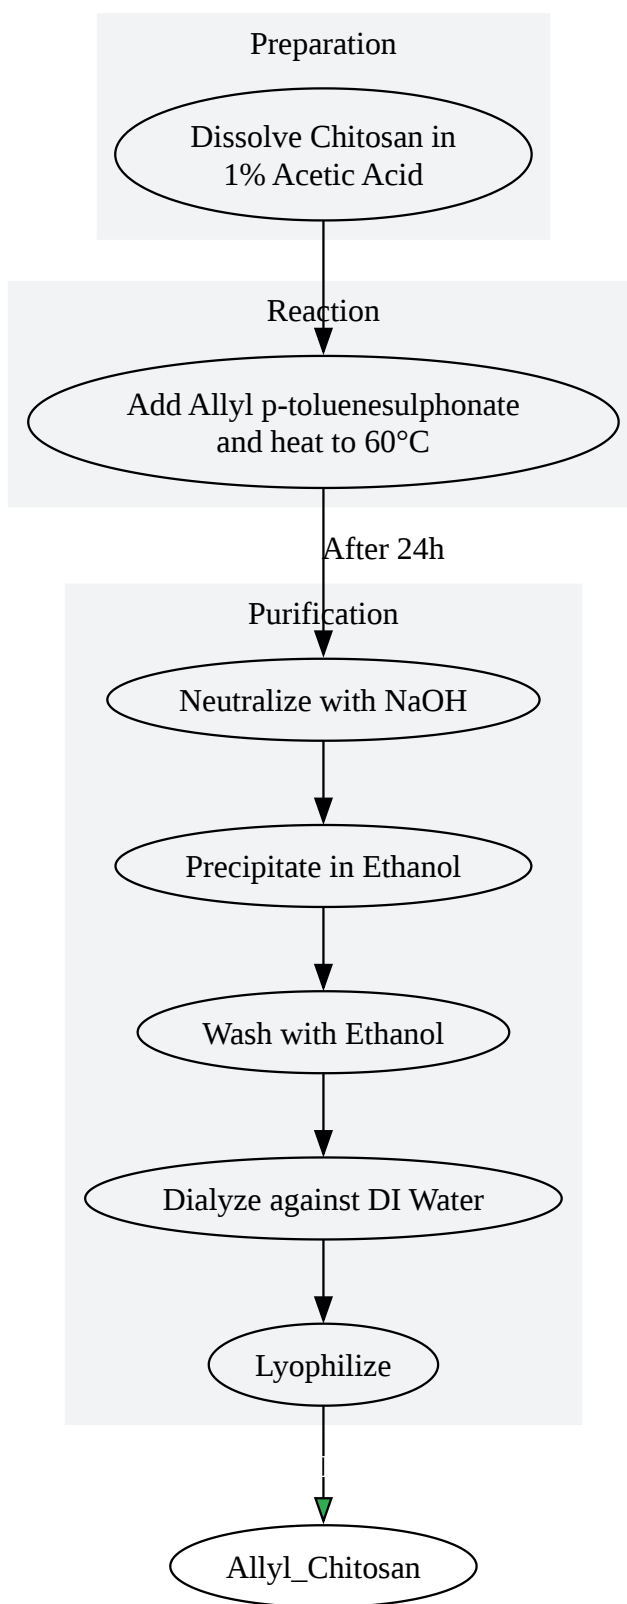 Preparation
Dissolve Chitosan in
1% Acetic Acid
Reaction
Add Allyl p-toluenesulphonate
and heat to 60°C
After 24h
Purification
Neutralize with NaOH
Precipitate in Ethanol
Wash with Ethanol
Dialyze against DI Water
Lyophilize
Allyl_Chitosan